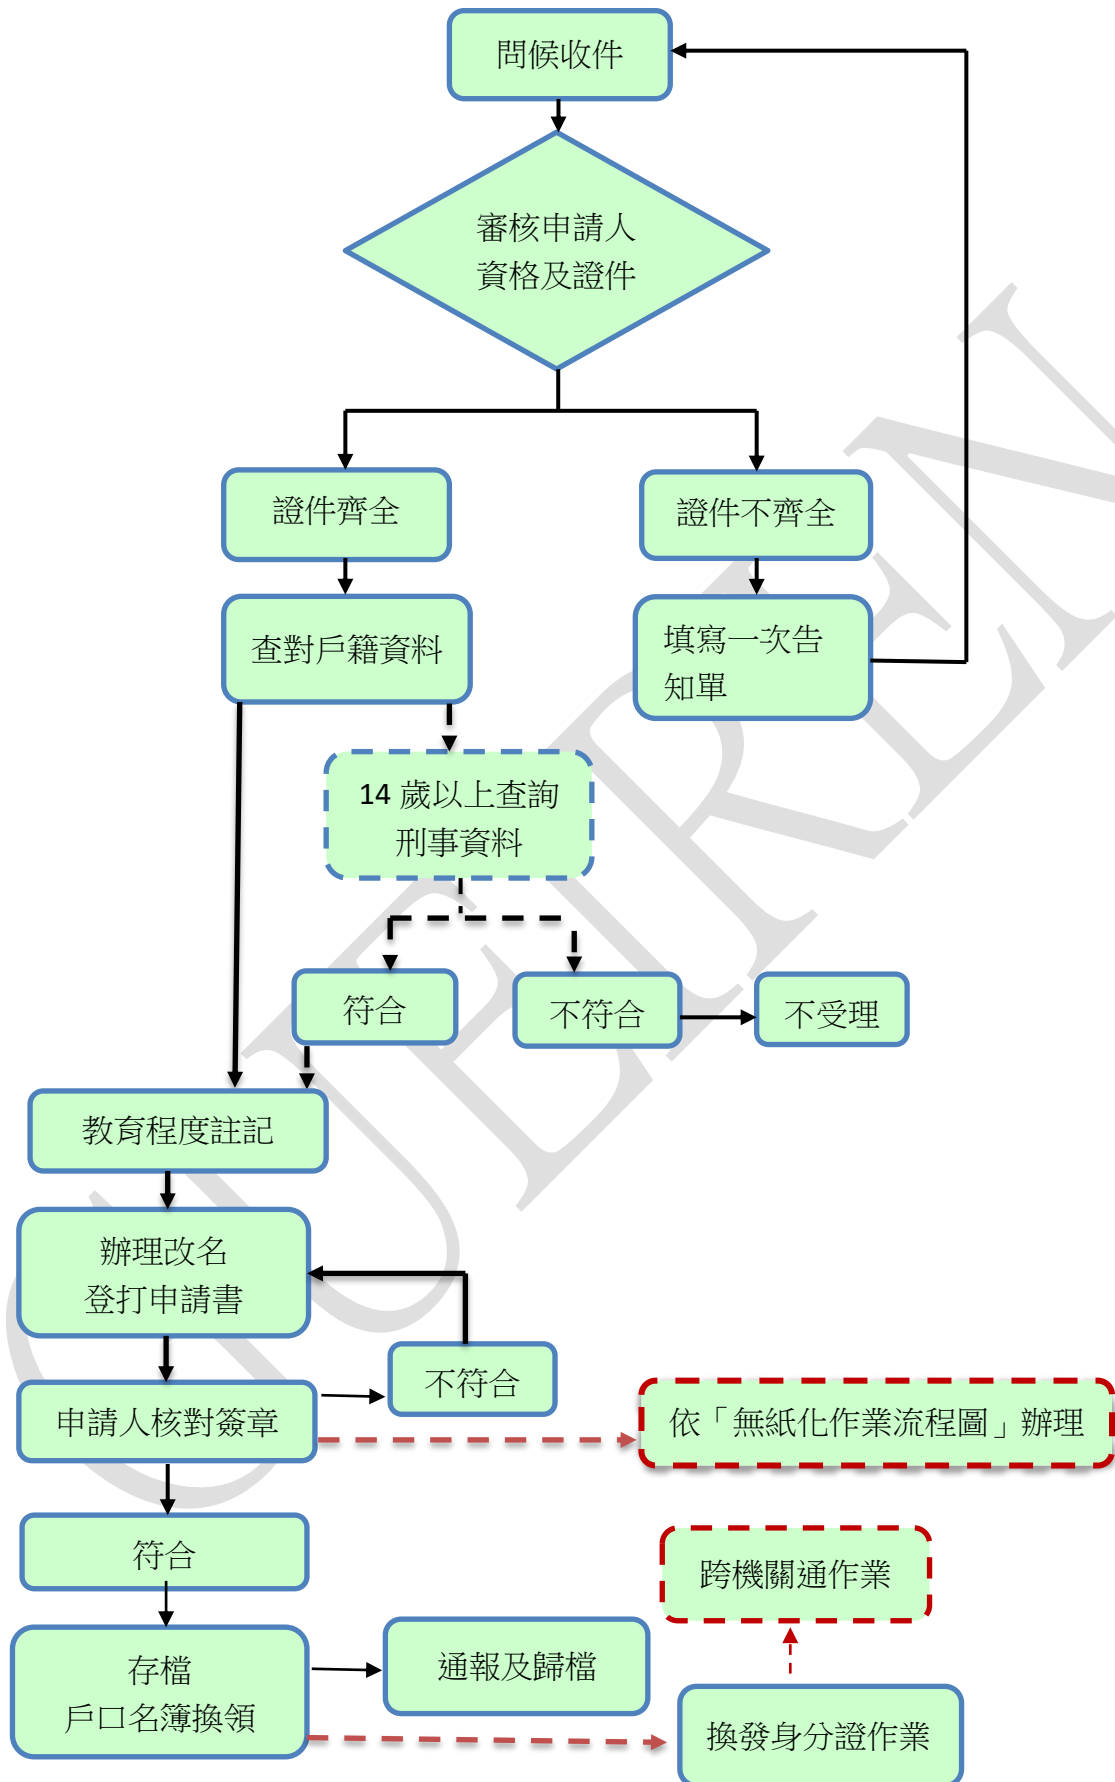 問候收件
審核申請人
資格及證件
證件齊全
證件不齊全
查對戶籍資料
填寫一次告
知單
14 歲以上查詢
刑事資料
符合
不符合
不受理
教育程度註記
辦理改名
登打申請書
不符合
申請人核對簽章
依「無紙化作業流程圖」辦理
符合
跨機關通作業
存檔
戶口名簿換領
通報及歸檔
換發身分證作業